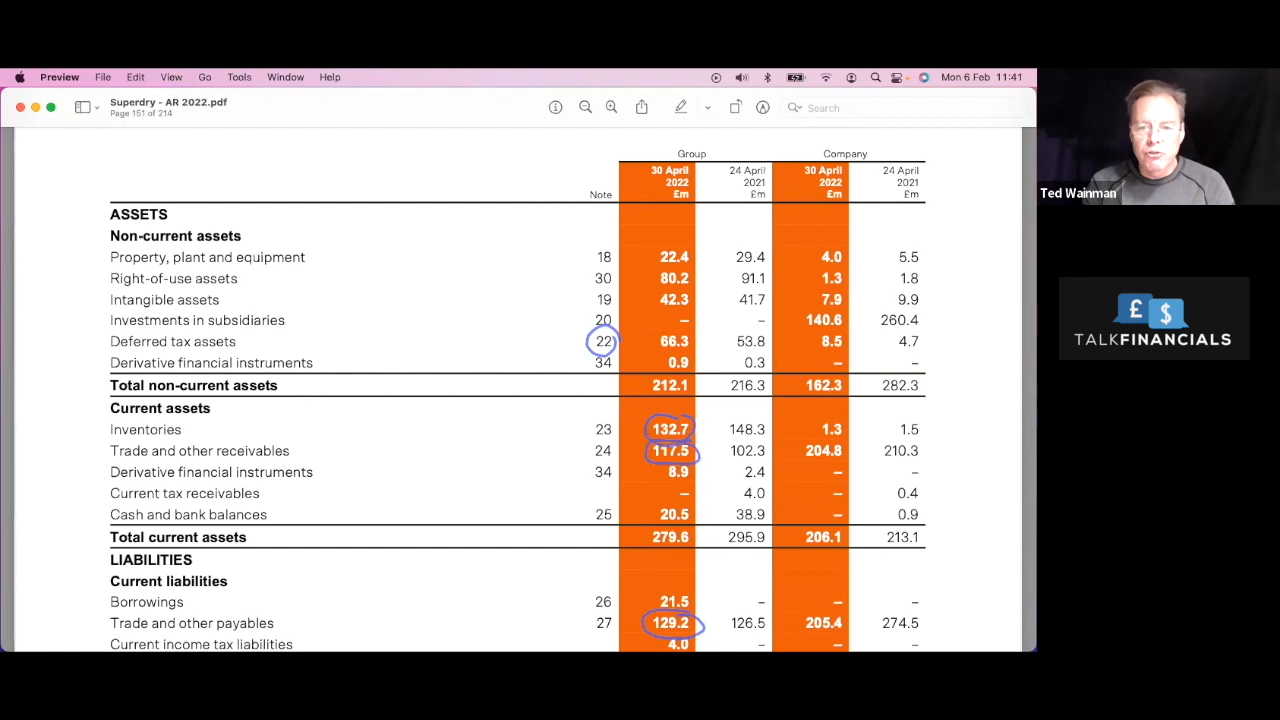 Preview File Edit View Go Tools Window Help Mon 6 Feb 11:41
Superdry - AR 2022.pdf
Page 151 of 214
Search
Group Company
30 April 2022 £m 24 April 2021 £m 30 April 2022 £m 24 April 2021 £m
Note
ASSETS
Non-current assets
Property, plant and equipment 18 22.4 29.4 4.0 5.5
Right-of-use assets 30 80.2 91.1 1.3 1.8
Intangible assets 19 42.3 41.7 7.9 9.9
Investments in subsidiaries 20 – – 140.6 260.4
Deferred tax assets 22 66.3 53.8 8.5 4.7
Derivative financial instruments 34 0.9 0.3 – –
Total non-current assets 212.1 216.3 162.3 282.3
Current assets
Inventories 23 132.7 148.3 1.3 1.5
Trade and other receivables 24 117.5 102.3 204.8 210.3
Derivative financial instruments 34 8.9 2.4 – –
Current tax receivables – 4.0 – 0.4
Cash and bank balances 25 20.5 38.9 – 0.9
Total current assets 279.6 295.9 206.1 213.1
LIABILITIES
Current liabilities
Borrowings 26 21.5 – – –
Trade and other payables 27 129.2 126.5 205.4 274.5
Current income tax liabilities 4.0 – – –
Ted Wainman
£ $
TALKFINANCIALS